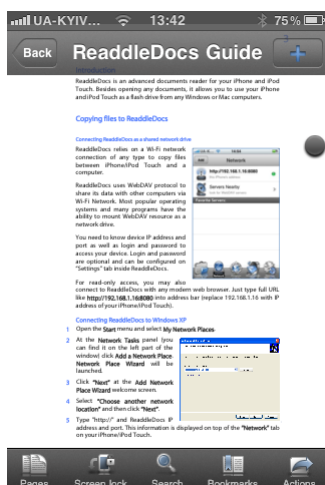 UA-KYIV... 13:42 75%
Back ReaddleDocs Guide
Introduction
ReaddleDocs is an advanced documents reader for your iPhone and iPod
Touch. Besides opening any documents, it allows you to use your iPhone
and iPod Touch as a flash drive from any Windows or Mac computers.
Copying files to ReaddleDocs
Connecting ReaddleDocs as a shared network drive
ReaddleDocs relies on a Wi-Fi network
connection of any type to copy files
between iPhone/iPod Touch and a
computer.
ReaddleDocs uses WebDAV protocol to
share its data with other computers via
Wi-Fi Network. Most popular operating
systems and many programs have the
ability to mount WebDAV resource as a
network drive.
You need to know device IP address and
port as well as login and password to
access your device. Login and password
are optional and can be configured on
"Settings" tab inside ReaddleDocs.
Network
http://192.168.1.16:8080
Servers Nearby
For read-only access, you may also
connect to ReaddleDocs with any modern web browser. Just type full URL
like http://192.168.1.16:8080 into address bar (replace 192.168.1.16 with IP
address of your iPhone/iPod Touch).
Connecting ReaddleDocs to Windows XP
1 Open the Start menu and select My Network Places.
2 At the Network Tasks panel (you
can find it on the left part of the
window) click Add a Network Place.
Network Place Wizard will be
launched.
3 Click "Next" at the Add Network
Place Wizard welcome screen.
4 Select "Choose another network
location" and then click "Next".
5 Type "http://" and ReaddleDocs IP
address and port. This information is displayed on top of the "Network" tab
on your iPhone/iPod Touch.
Pages Screen lock Search Bookmarks Actions